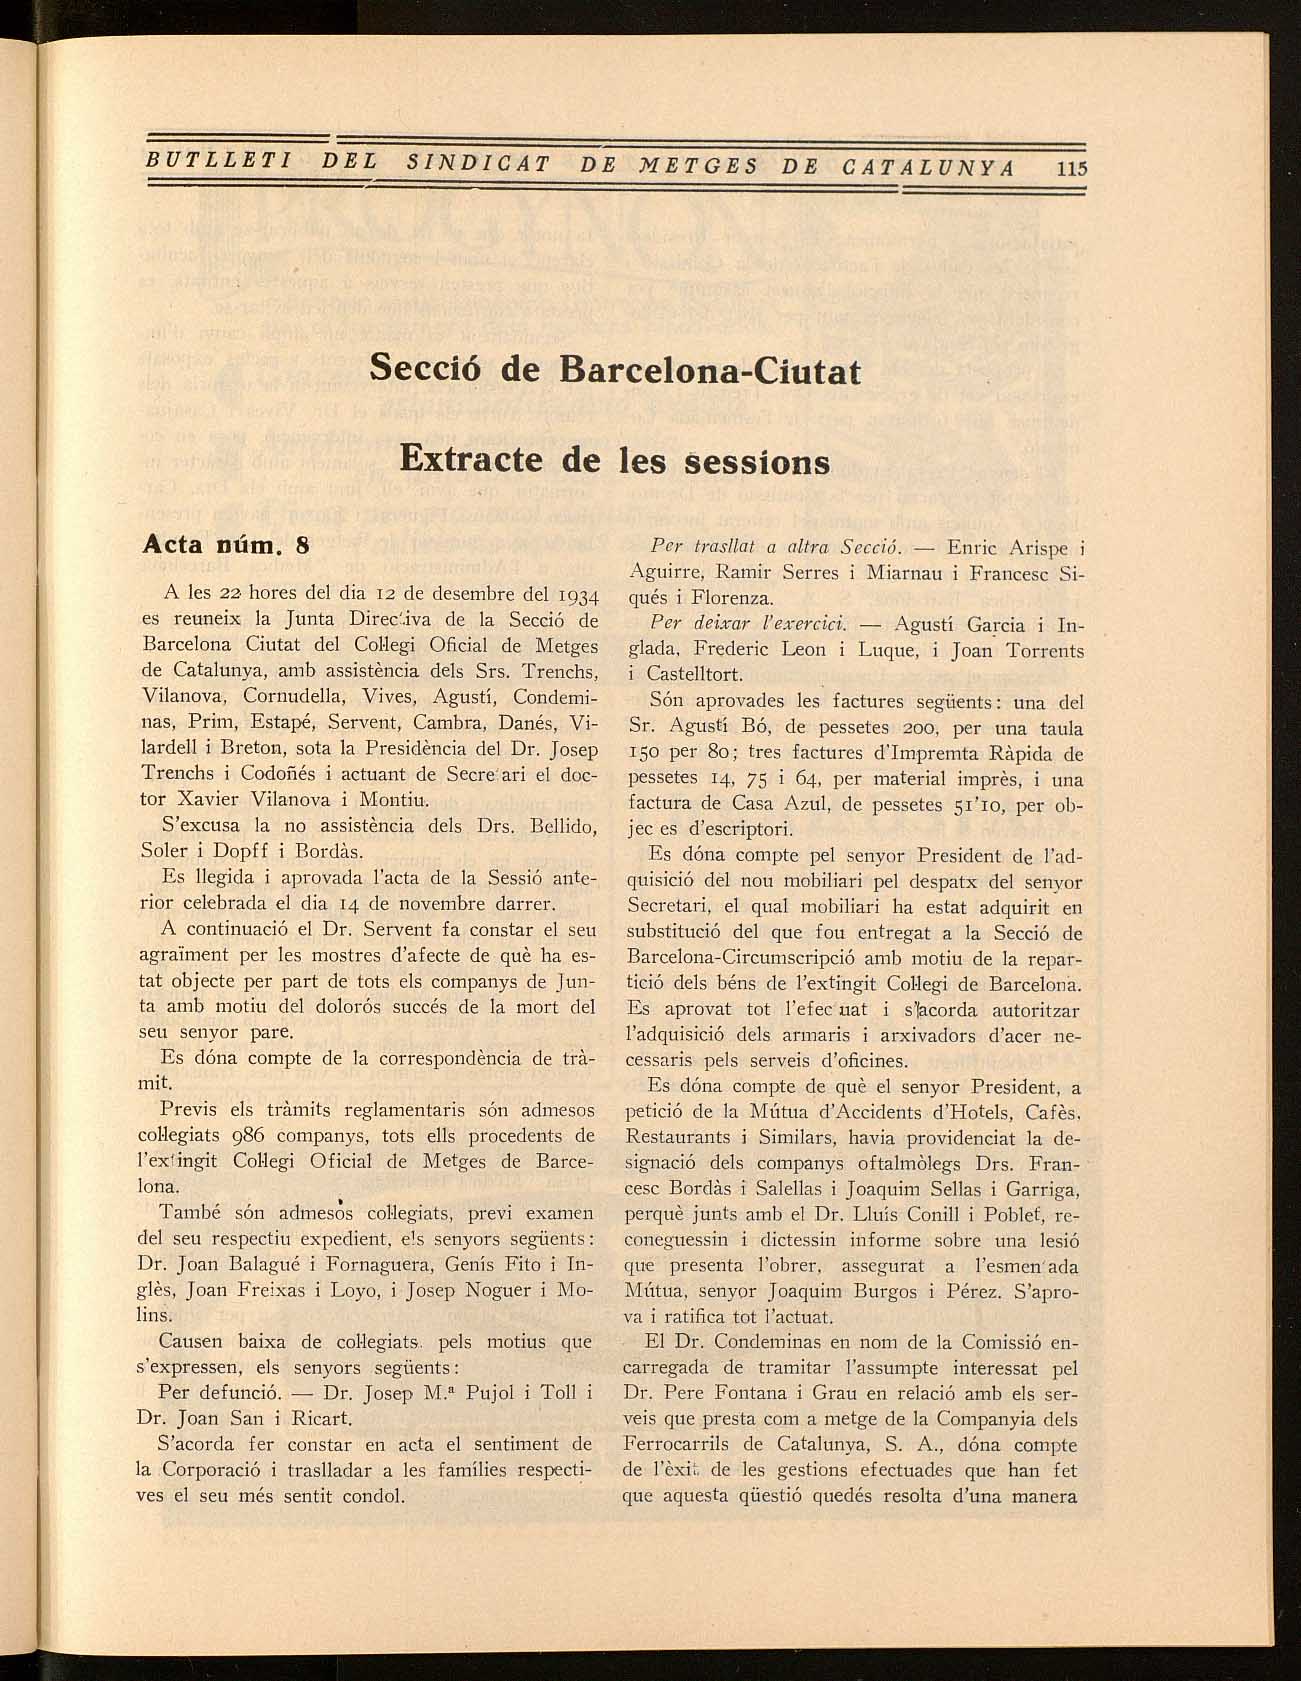 BUTLLETI DEL SINDICAT DE METGES DE CATALUNYA 115
Secció de Barcelona-Ciutat
Extracte de les sessions
Acta núm. 8
A les 22 hores del dia 12 de desembre del 1934
es reuneix la Junta Directiva de la Secció de
Barcelona Ciutat del Col·legi Oficial de Metges
de Catalunya, amb assistència dels Srs. Trenchs,
Vilanova, Cornudella, Vives, Agustí, Condemi-
nas, Prim, Estapé, Servent, Cambra, Danés, Vi-
lardell i Breton, sota la Presidència del Dr. Josep
Trenchs i Codoñés i actuant de Secretari el doc-
tor Xavier Vilanova i Montiu.
S'excusa la no assistència dels Drs. Bellido,
Soler i Dopff i Bordàs.
Es llegida i aprovada l'acta de la Sessió ante-
rior celebrada el dia 14 de novembre darrer.
A continuació el Dr. Servent fa constar el seu
agraïment per les mostres d'afecte de què ha es-
tat objecte per part de tots els companys de Jun-
ta amb motiu del dolorós succés de la mort del
seu senyor pare.
Es dóna compte de la correspondència de trà-
mit.
Previs els tràmits reglamentaris són admesos
col·legiats 986 companys, tots ells procedents de
l'extingit Col·legi Oficial de Metges de Barce-
lona.
També són admesos col·legiats, previ examen
del seu respectiu expedient, els senyors següents:
Dr. Joan Balagué i Fornaguera, Genís Fito i In-
glès, Joan Freixas i Loyo, i Josep Noguer i Mo-
lins.
Causen baixa de col·legiats, pels motius que
s'expressen, els senyors següents:
Per defunció. — Dr. Josep M.ª Pujol i Toll i
Dr. Joan San i Ricart.
S'acorda fer constar en acta el sentiment de
la Corporació i traslladar a les famílies respecti-
ves el seu més sentit condol.
Per trasllat a altra Secció. — Enric Arispe i
Aguirre, Ramir Serres i Miarnau i Francesc Si-
qués i Florenza.
Per deixar l'exercici. — Agustí Garcia i In-
glada, Frederic Leon i Luque, i Joan Torrents
i Castelltort.
Són aprovades les factures següents: una del
Sr. Agustí Bó, de pessetes 200, per una taula
150 per 80; tres factures d'Impremta Ràpida de
pessetes 14, 75 i 64, per material imprès, i una
factura de Casa Azul, de pessetes 51'10, per ob-
jectes d'escriptori.
Es dóna compte pel senyor President de l'ad-
quisició del nou mobiliari pel despatx del senyor
Secretari, el qual mobiliari ha estat adquirit en
substitució del que fou entregat a la Secció de
Barcelona-Circumscripció amb motiu de la repar-
tició dels béns de l'extingit Col·legi de Barcelona.
Es aprovat tot l'efectuat i s'acorda autoritzar
l'adquisició dels armaris i arxivadors d'acer ne-
cessaris pels serveis d'oficines.
Es dóna compte de què el senyor President, a
petició de la Mútua d'Accidents d'Hotels, Cafès,
Restaurants i Similars, havia providenciat la de-
signació dels companys oftalmòlegs Drs. Fran-
cesc Bordàs i Salellas i Joaquim Sellas i Garriga,
perquè junts amb el Dr. Lluís Conill i Poblet, re-
coneguessin i dictessin informe sobre una lesió
que presenta l'obrer, assegurat a l'esmentada
Mútua, senyor Joaquim Burgos i Pérez. S'apro-
va i ratifica tot l'actuat.
El Dr. Condeminas en nom de la Comissió en-
carregada de tramitar l'assumpte interessat pel
Dr. Pere Fontana i Grau en relació amb els ser-
veis que presta com a metge de la Companyia dels
Ferrocarrils de Catalunya, S. A., dóna compte
de l'èxit de les gestions efectuades que han fet
que aquesta qüestió quedés resolta d'una manera